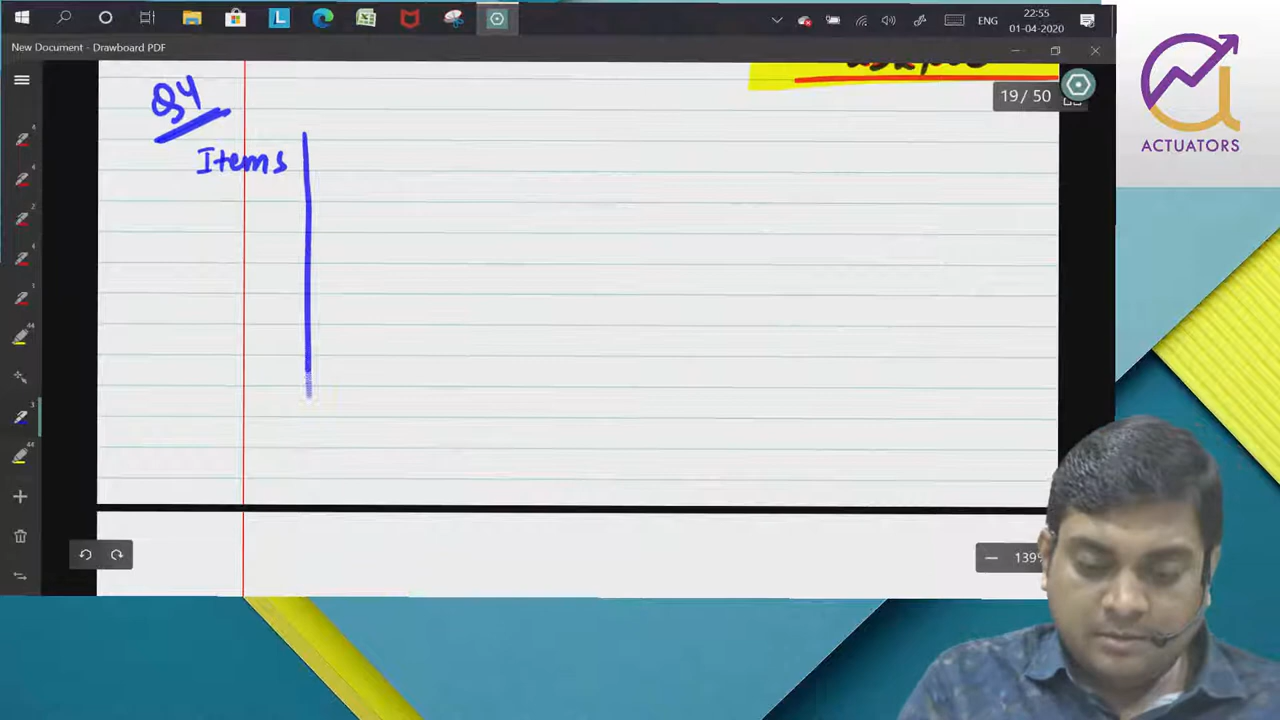 22:55
ENG
01-04-2020
New Document - Drawboard PDF
19 / 50
Q4
Items
139%
ACTUATORS